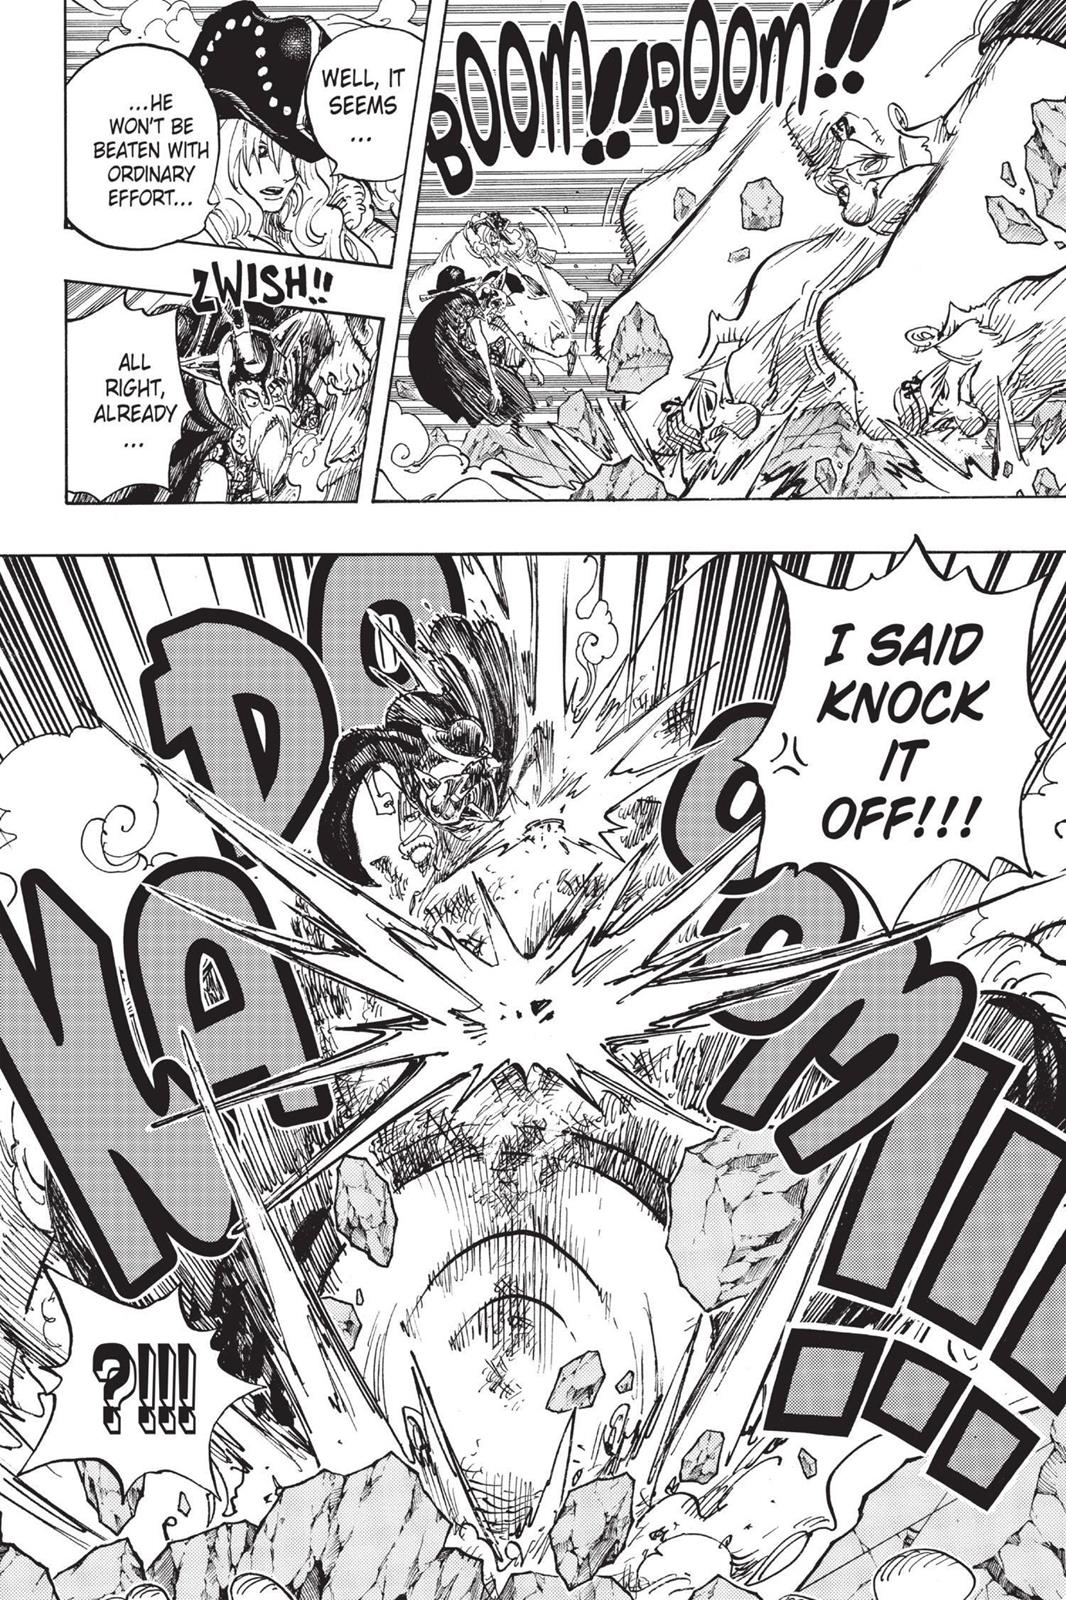 BOOM!! BOOM!!
WELL, IT
SEEMS
...
...HE
WON'T BE
BEATEN WITH
ORDINARY
EFFORT...
ZWISH!!
ALL
RIGHT,
ALREADY
...
I SAID
KNOCK
IT
OFF!!!
KADOOOM!!!
?!!!